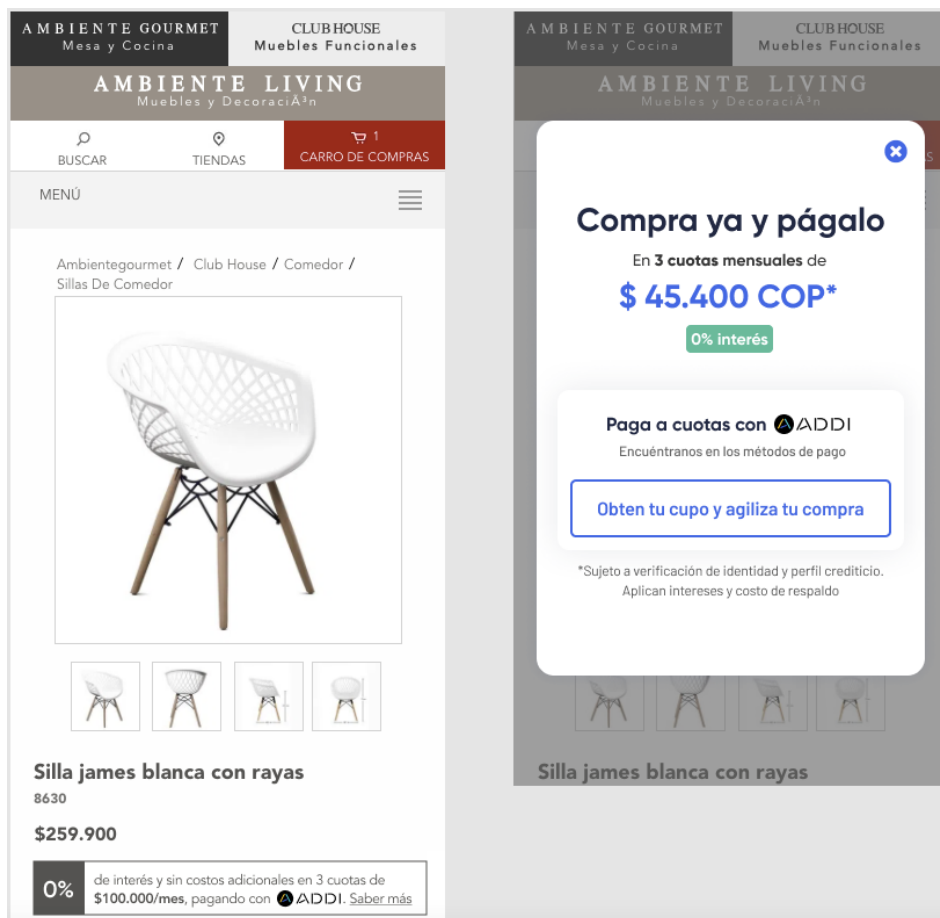 AMBIENTE GOURMET
Mesa y Cocina
CLUB HOUSE
Muebles Funcionales
AMBIENTE LIVING
Muebles y DecoraciÃ³n
BUSCAR
TIENDAS
1
CARRO DE COMPRAS
MENÚ
Ambientegourmet / Club House / Comedor /
Sillas De Comedor
Silla james blanca con rayas
8630
$259.900
0%
de interés y sin costos adicionales en 3 cuotas de
$100.000/mes, pagando con ADDI. Saber más
AMBIENTE GOURMET
Mesa y Cocina
CLUB HOUSE
Muebles Funcionales
AMBIENTE LIVING
Muebles y DecoraciÃ³n
AS
Compra ya y págalo
En 3 cuotas mensuales de
$ 45.400 COP*
0% interés
Paga a cuotas con ADDI
Encuéntranos en los métodos de pago
Obten tu cupo y agiliza tu compra
*Sujeto a verificación de identidad y perfil crediticio.
Aplican intereses y costo de respaldo
Silla james blanca con rayas